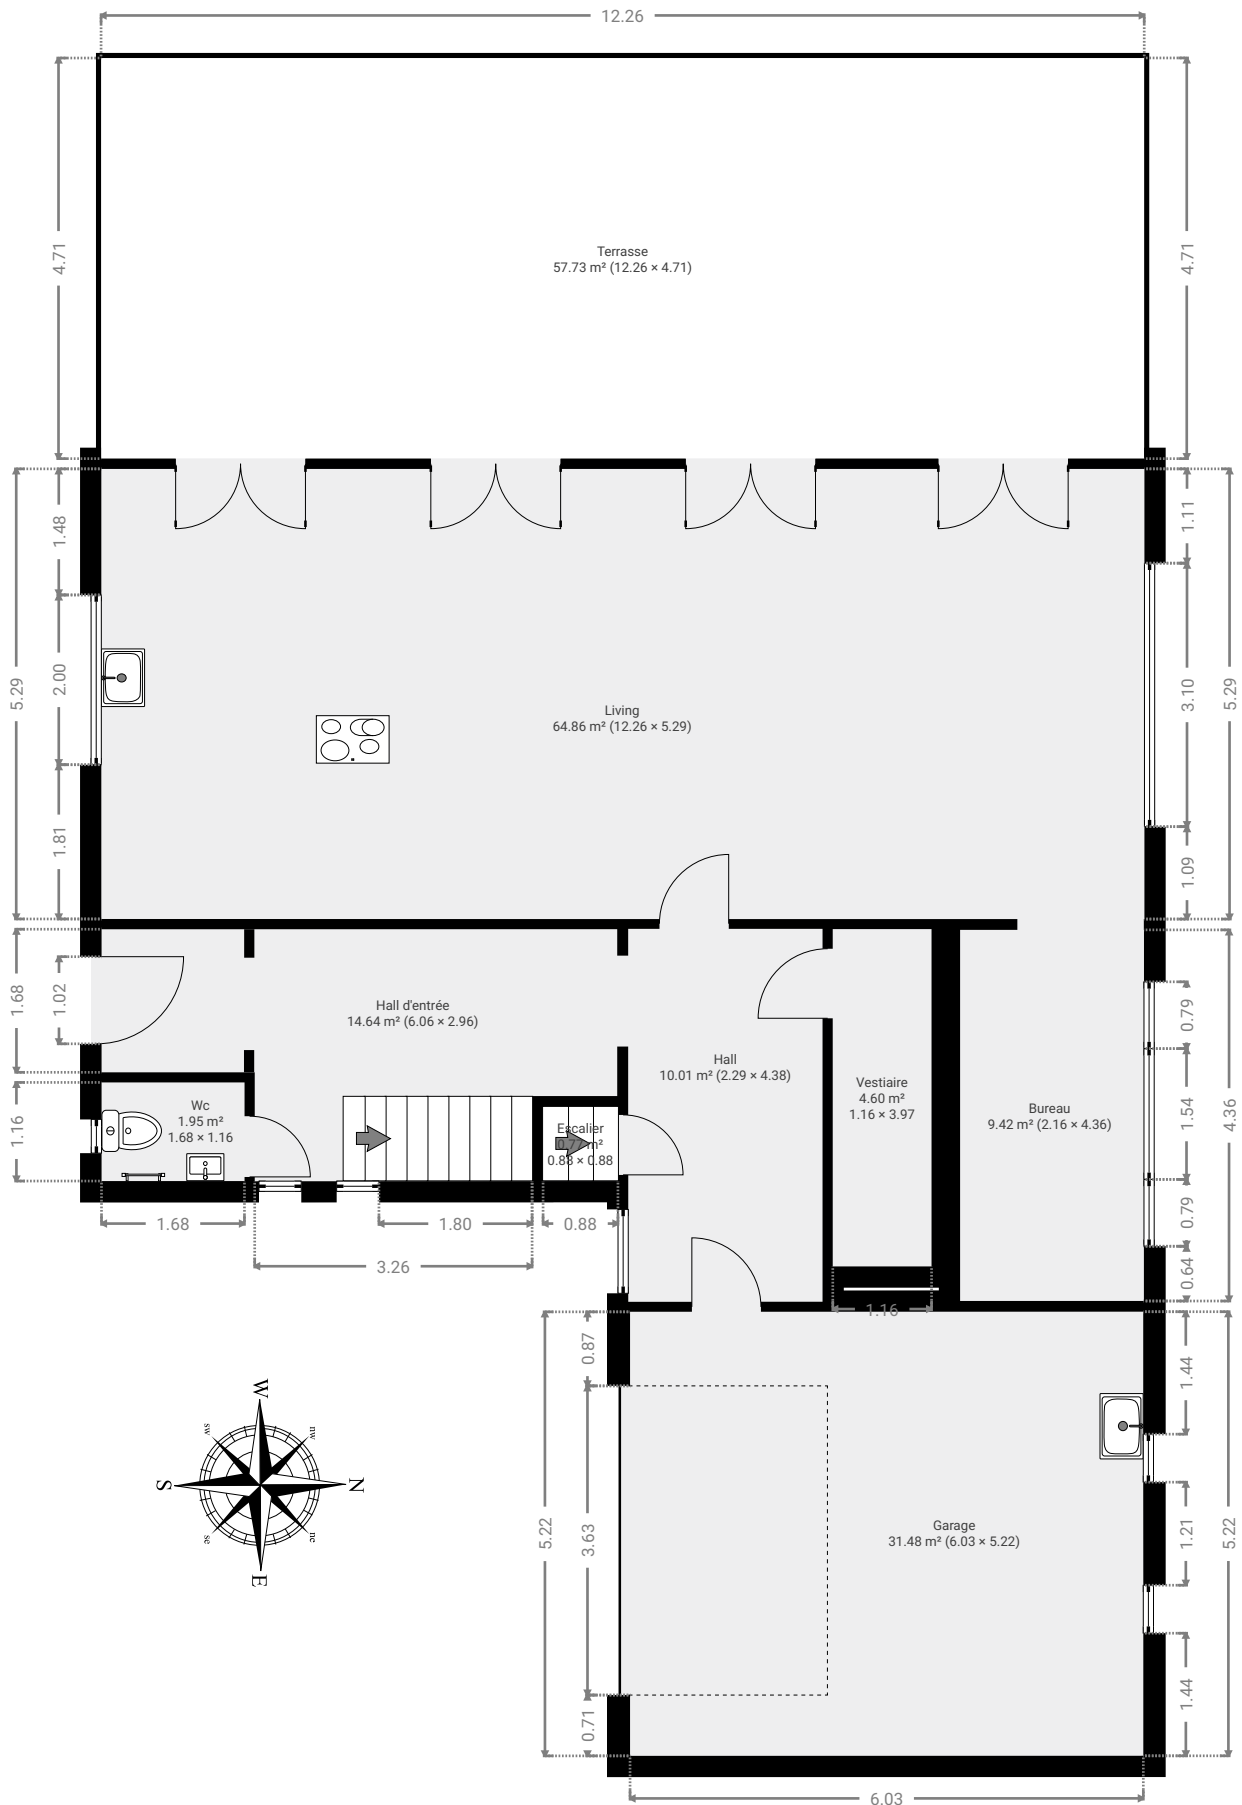 12.26
4.71
4.71
Terrasse
57.73 m² (12.26 × 4.71)
5.29
1.48
2.00
1.81
1.11
3.10
1.09
5.29
Living
64.86 m² (12.26 × 5.29)
1.68
1.02
1.16
Hall d'entrée
14.64 m² (6.06 × 2.96)
Hall
10.01 m² (2.29 × 4.38)
Vestiaire
4.60 m²
1.16 × 3.97
Bureau
9.42 m² (2.16 × 4.36)
0.79
1.54
0.79
0.64
4.36
Wc
1.95 m²
1.68 × 1.16
Escalier
0.77 m²
0.88 × 0.88
1.68
1.80
0.88
3.26
1.16
0.87
3.63
0.71
5.22
Garage
31.48 m² (6.03 × 5.22)
1.44
1.21
1.44
5.22
6.03
W
nw
N
ne
E
se
S
sw